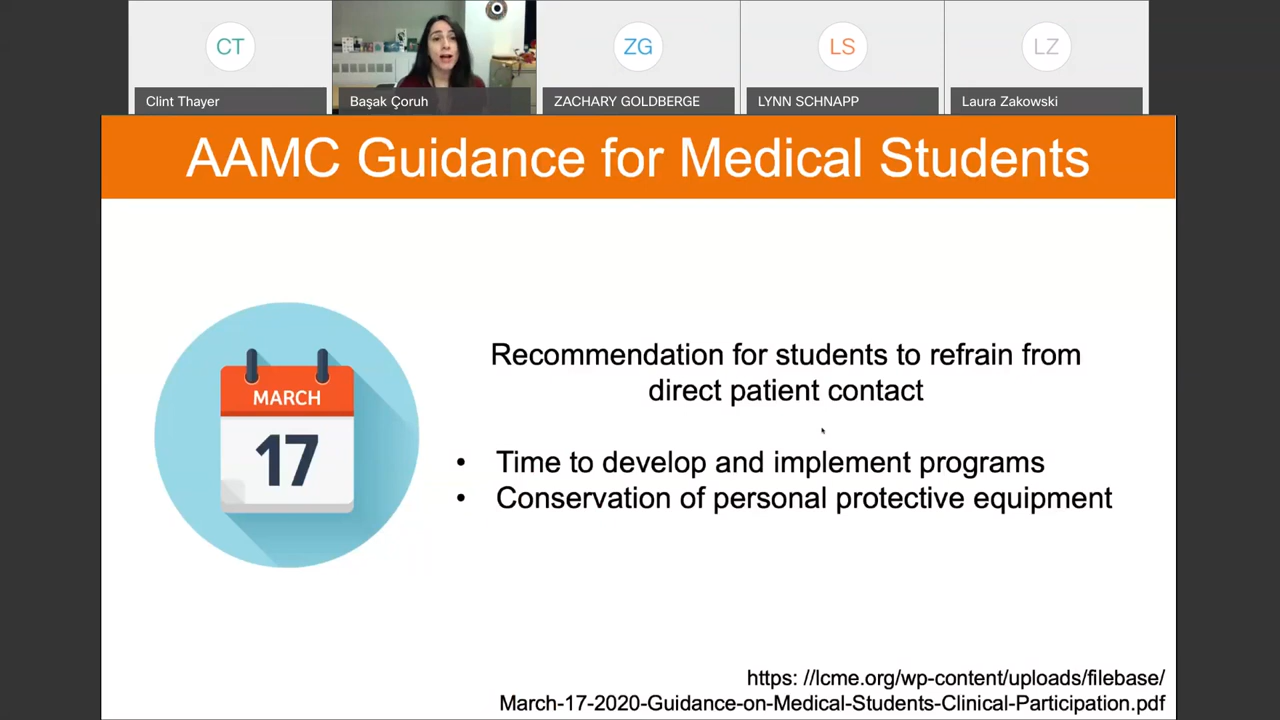 CT
ZG
LS
LZ
Clint Thayer
Başak Çoruh
ZACHARY GOLDBERGE
LYNN SCHNAPP
Laura Zakowski
AAMC Guidance for Medical Students
MARCH
17
Recommendation for students to refrain from
direct patient contact
• Time to develop and implement programs
• Conservation of personal protective equipment
https: //lcme.org/wp-content/uploads/filebase/
March-17-2020-Guidance-on-Medical-Students-Clinical-Participation.pdf